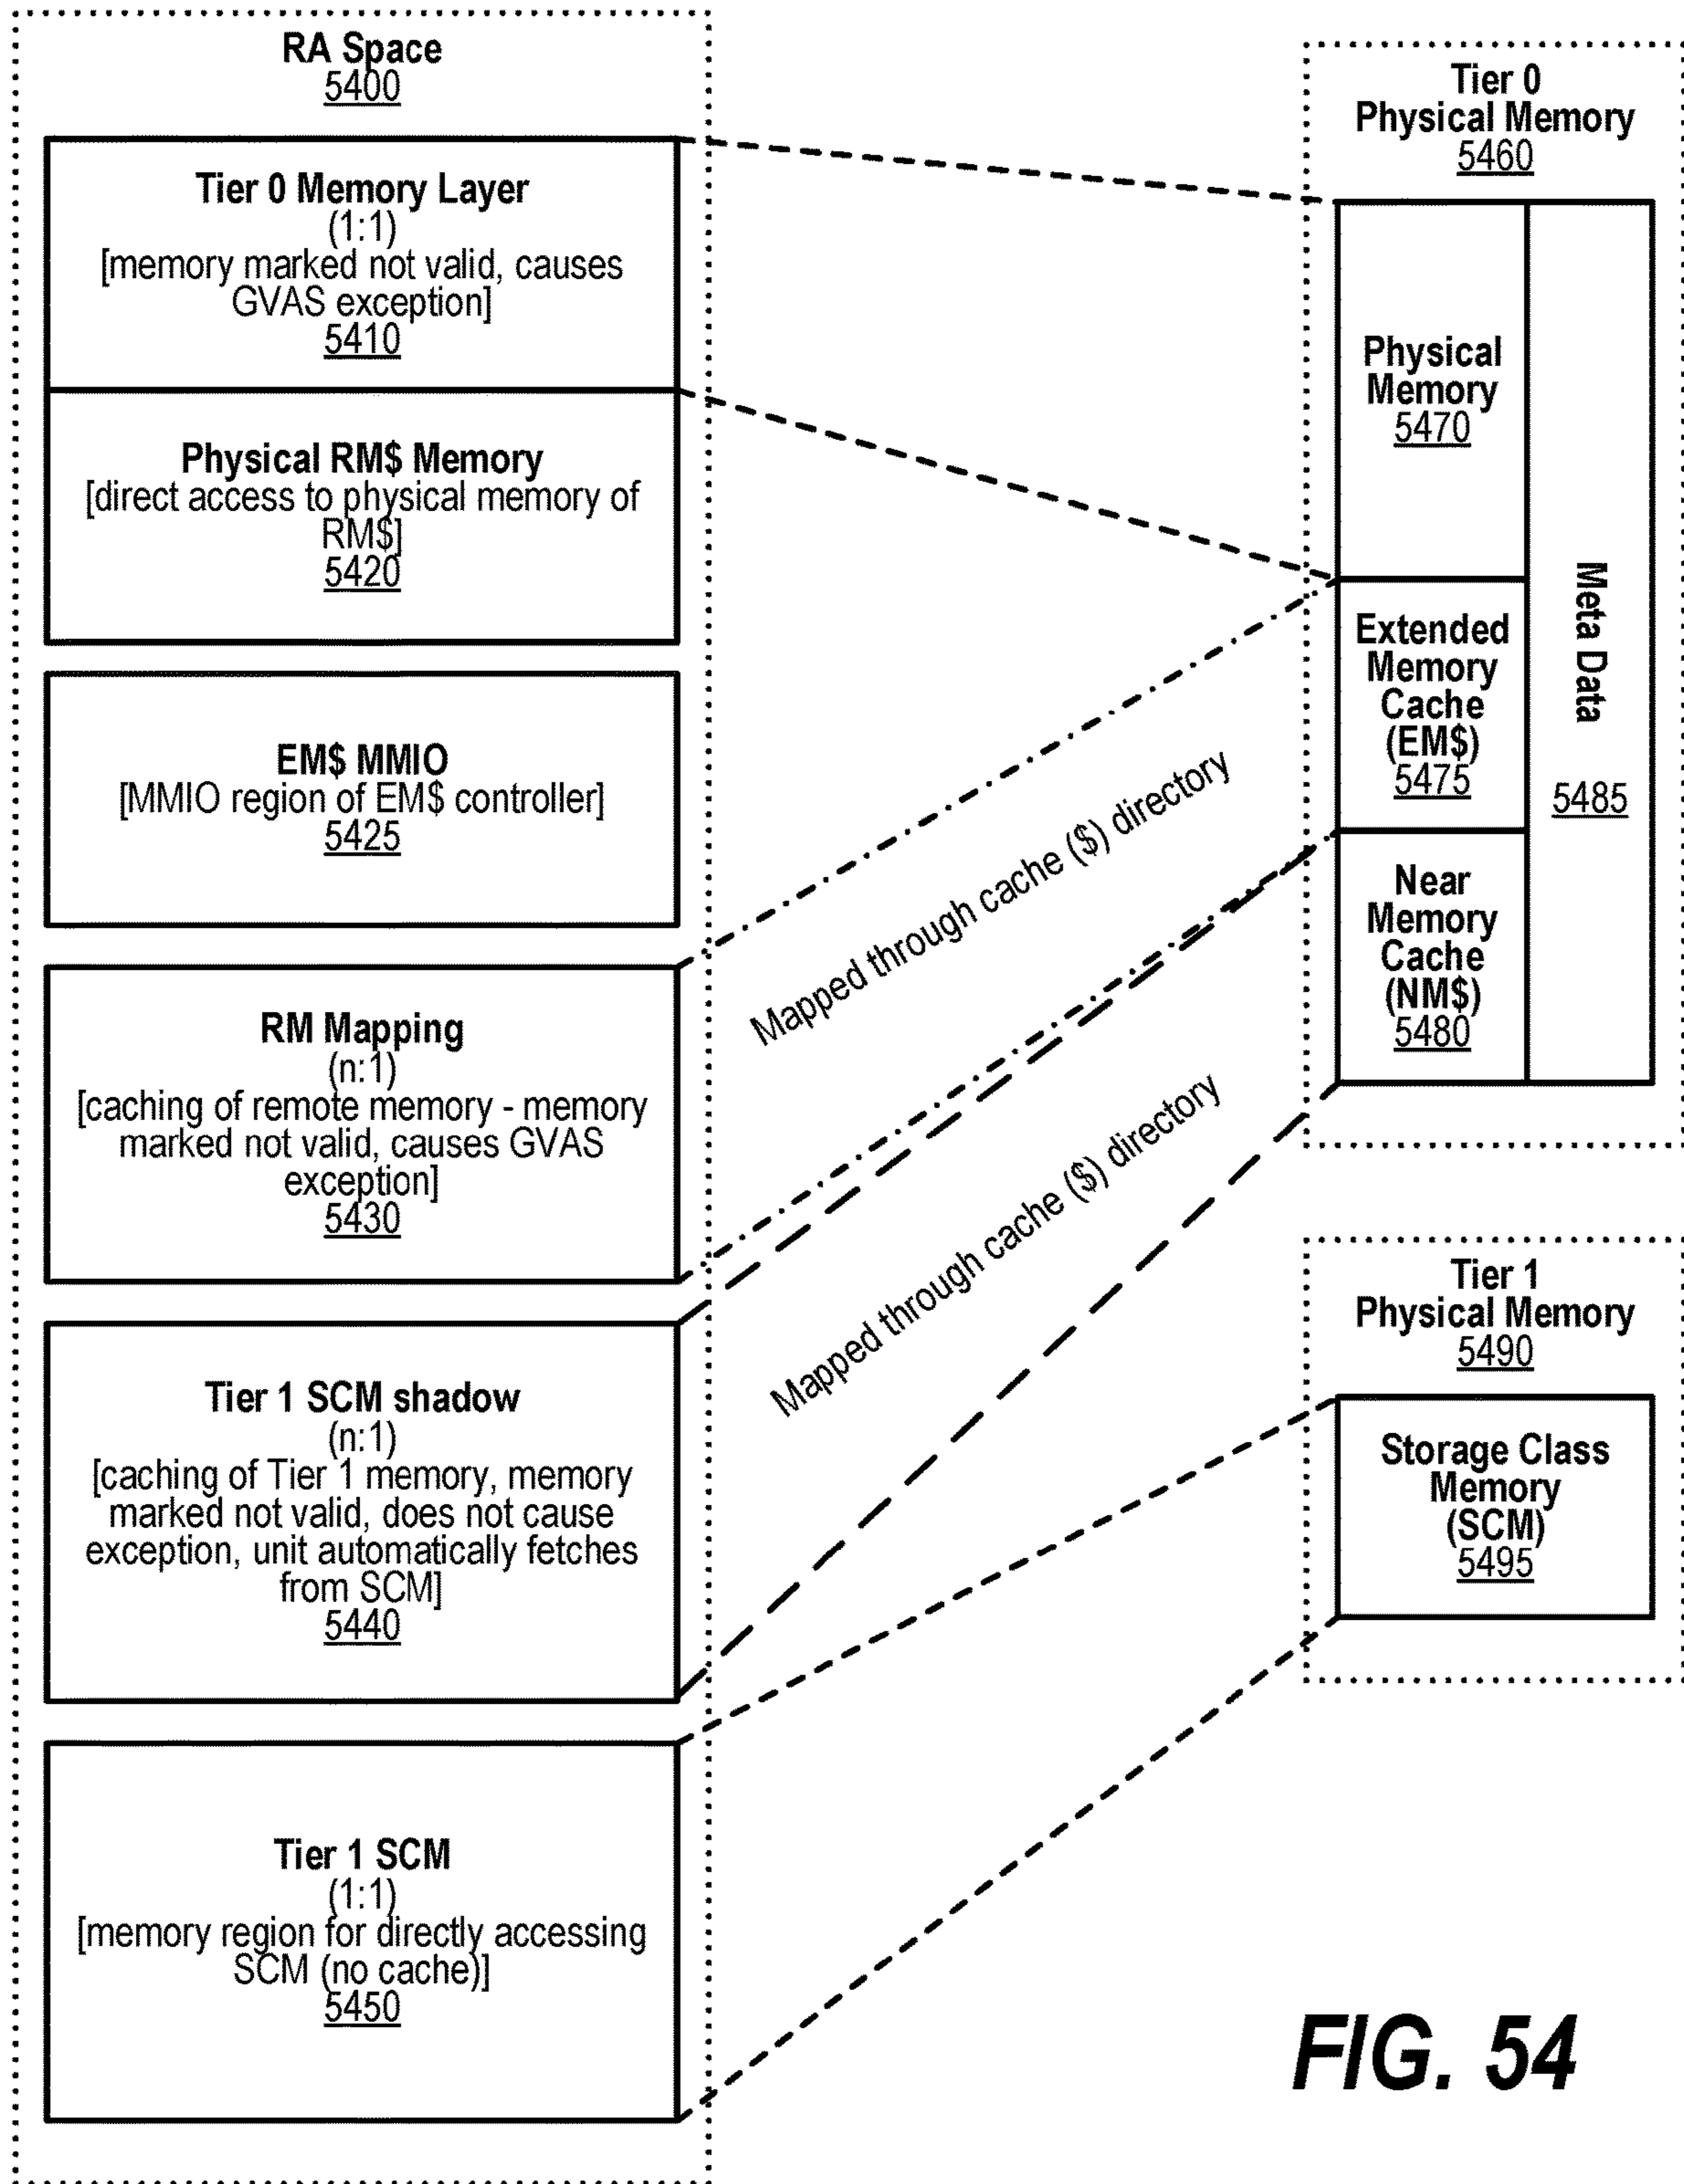 RA Space
5400
Tier 0 Memory Layer
(1:1)
[memory marked not valid, causes
GVAS exception]
5410
Physical RM$ Memory
[direct access to physical memory of
RM$]
5420
EM$ MMIO
[MMIO region of EM$ controller]
5425
RM Mapping
(n:1)
[caching of remote memory - memory
marked not valid, causes GVAS
exception]
5430
Tier 1 SCM shadow
(n:1)
[caching of Tier 1 memory, memory
marked not valid, does not cause
exception, unit automatically fetches
from SCM]
5440
Tier 1 SCM
(1:1)
[memory region for directly accessing
SCM (no cache)]
5450
Mapped through cache ($) directory
Mapped through cache ($) directory
Tier 0
Physical Memory
5460
Physical
Memory
5470
Extended
Memory
Cache
(EM$)
5475
Near
Memory
Cache
(NM$)
5480
Meta Data
5485
Tier 1
Physical Memory
5490
Storage Class
Memory
(SCM)
5495
FIG. 54